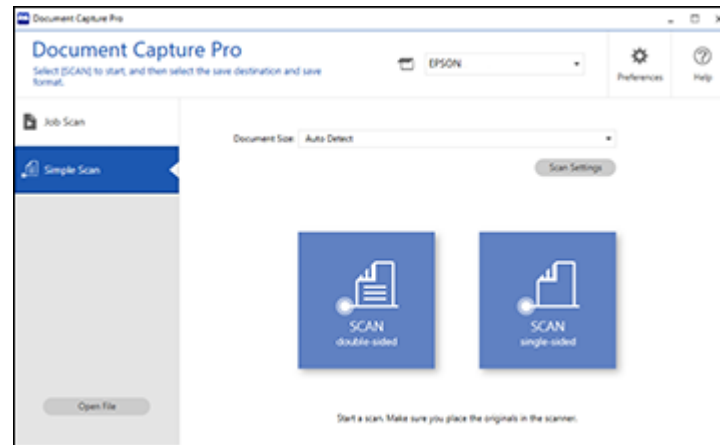 Document Capture Pro
Document Capture Pro
Select [SCAN] to start, and then select the save destination and save
format.
EPSON
Preferences
Help
Job Scan
Simple Scan
Document Size: Auto Detect
Scan Settings
SCAN
double-sided
SCAN
single-sided
Open File
Start a scan. Make sure you place the originals in the scanner.